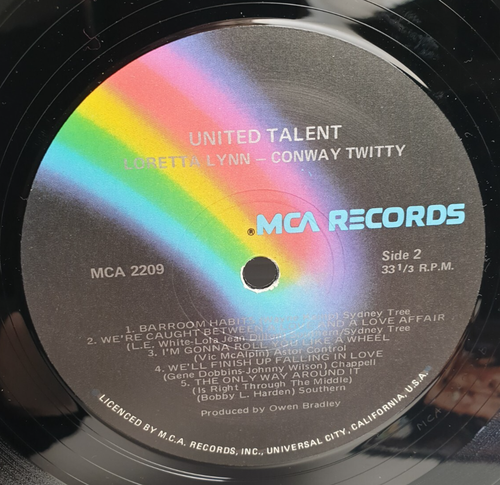 UNITED TALENT
LORETTA LYNN – CONWAY TWITTY
® MCA RECORDS
MCA 2209
Side 2
33 1/3 R.P.M.
1. BARROOM HABITS Sydney Tree
2. WE'RE CAUGHT BETWEEN A LOVE AFFAIR
(L.E. White-Lola Jean Sydney Tree
3. I'M GONNA ROLL YOU LIKE A WHEEL
(Vic McAlpin) Astor Control
4. WE'LL FINISH UP FALLING IN LOVE
(Gene Dobbins-Johnny Wilson) Chappell
5. THE ONLY WAY AROUND IT
(Is Right Through The Middle)
(Bobby L. Harden) Southern
Produced by Owen Bradley
LICENCED BY M.C.A. RECORDS, INC., UNIVERSAL CITY, CALIFORNIA, U.S.A.